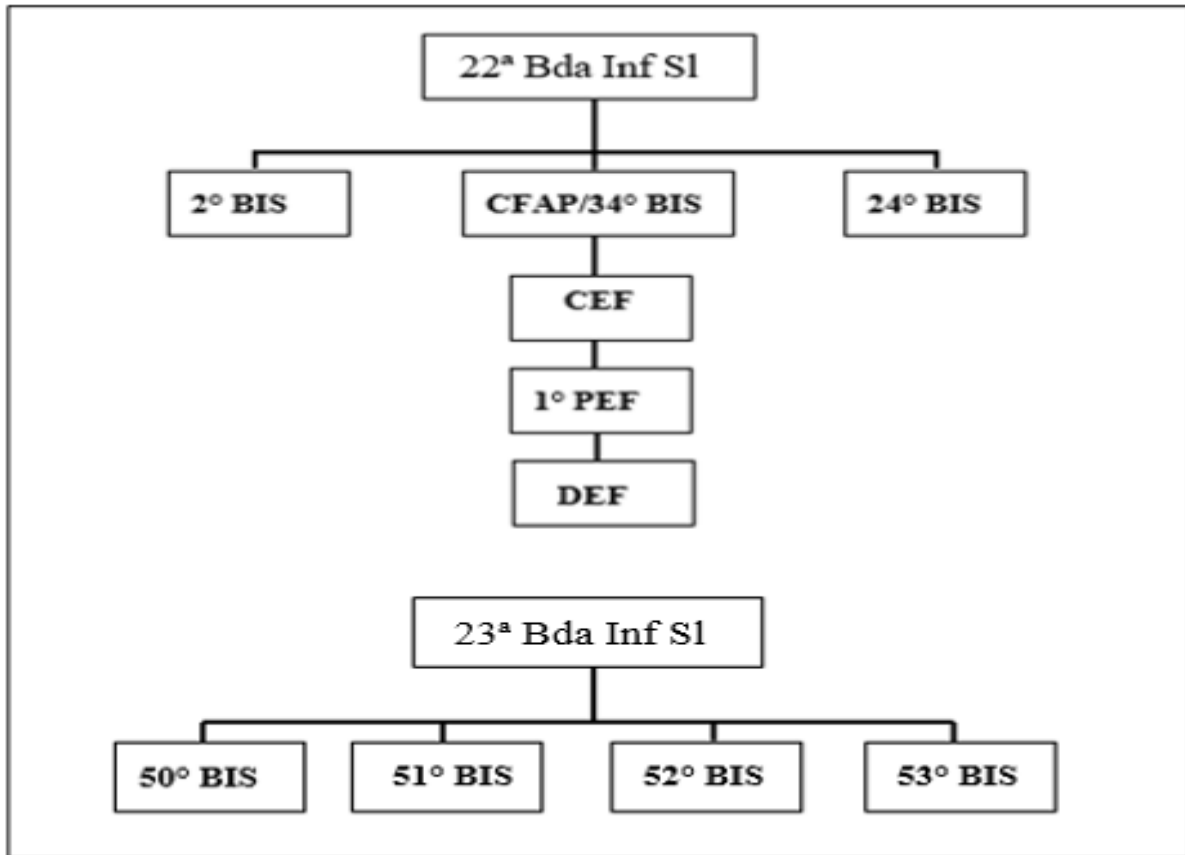 22ª Bda Inf Sl
2° BIS
CFAP/34° BIS
24° BIS
CEF
1° PEF
DEF
23ª Bda Inf Sl
50° BIS
51° BIS
52° BIS
53° BIS